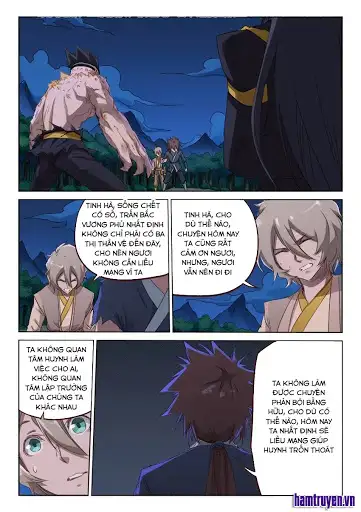 TINH HÀ, SỐNG CHẾT
CÓ SỐ, TRẤN BẮC
VƯƠNG PHỦ NHẤT ĐỊNH
KHÔNG CHỈ PHÁI CÓ BA
THỊ THẦN VỆ ĐẾN ĐÂY,
CHO NÊN NGƯƠI
KHÔNG CẦN LIỀU
MẠNG VÌ TA
TINH HÀ, CHO
DÙ THẾ NÀO,
CHUYỆN HÔM NAY
TA CŨNG RẤT
CẢM ƠN NGƯƠI,
NHƯNG, NGƯƠI
VẪN NÊN ĐI ĐI
TA KHÔNG QUAN
TÂM HUYNH LÀM
VIỆC CHO AI,
KHÔNG QUAN
TÂM LẬP TRƯỜNG
CỦA CHÚNG TA
KHÁC NHAU
TA KHÔNG LÀM
ĐƯỢC CHUYỆN
PHẢN BỘI BẰNG
HỮU, CHO DÙ CÓ
THẾ NÀO, HÔM NAY
TA NHẤT ĐỊNH SẼ
LIỀU MẠNG GIÚP
HUYNH TRỐN THOÁT
hamtruyen.vn